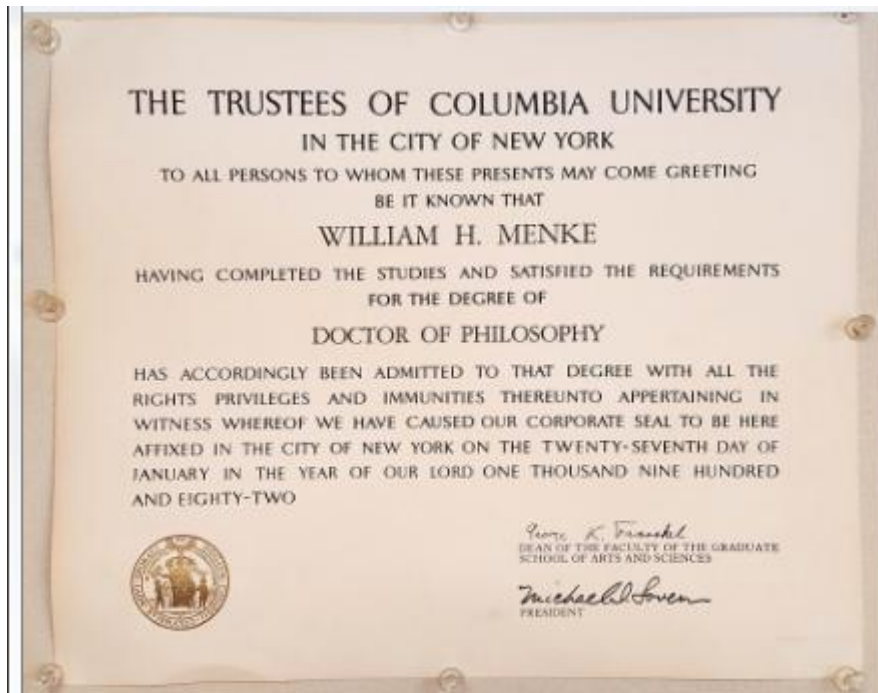 THE TRUSTEES OF COLUMBIA UNIVERSITY
IN THE CITY OF NEW YORK
TO ALL PERSONS TO WHOM THESE PRESENTS MAY COME GREETING
BE IT KNOWN THAT
WILLIAM H. MENKE
HAVING COMPLETED THE STUDIES AND SATISFIED THE REQUIREMENTS
FOR THE DEGREE OF
DOCTOR OF PHILOSOPHY
HAS ACCORDINGLY BEEN ADMITTED TO THAT DEGREE WITH ALL THE
RIGHTS PRIVILEGES AND IMMUNITIES THEREUNTO APPERTAINING IN
WITNESS WHEREOF WE HAVE CAUSED OUR CORPORATE SEAL TO BE HERE
AFFIXED IN THE CITY OF NEW YORK ON THE TWENTY-SEVENTH DAY OF
JANUARY IN THE YEAR OF OUR LORD ONE THOUSAND NINE HUNDRED
AND EIGHTY-TWO
K.
DEAN OF THE FACULTY OF THE GRADUATE
SCHOOL OF ARTS AND SCIENCES
Michael I.
PRESIDENT